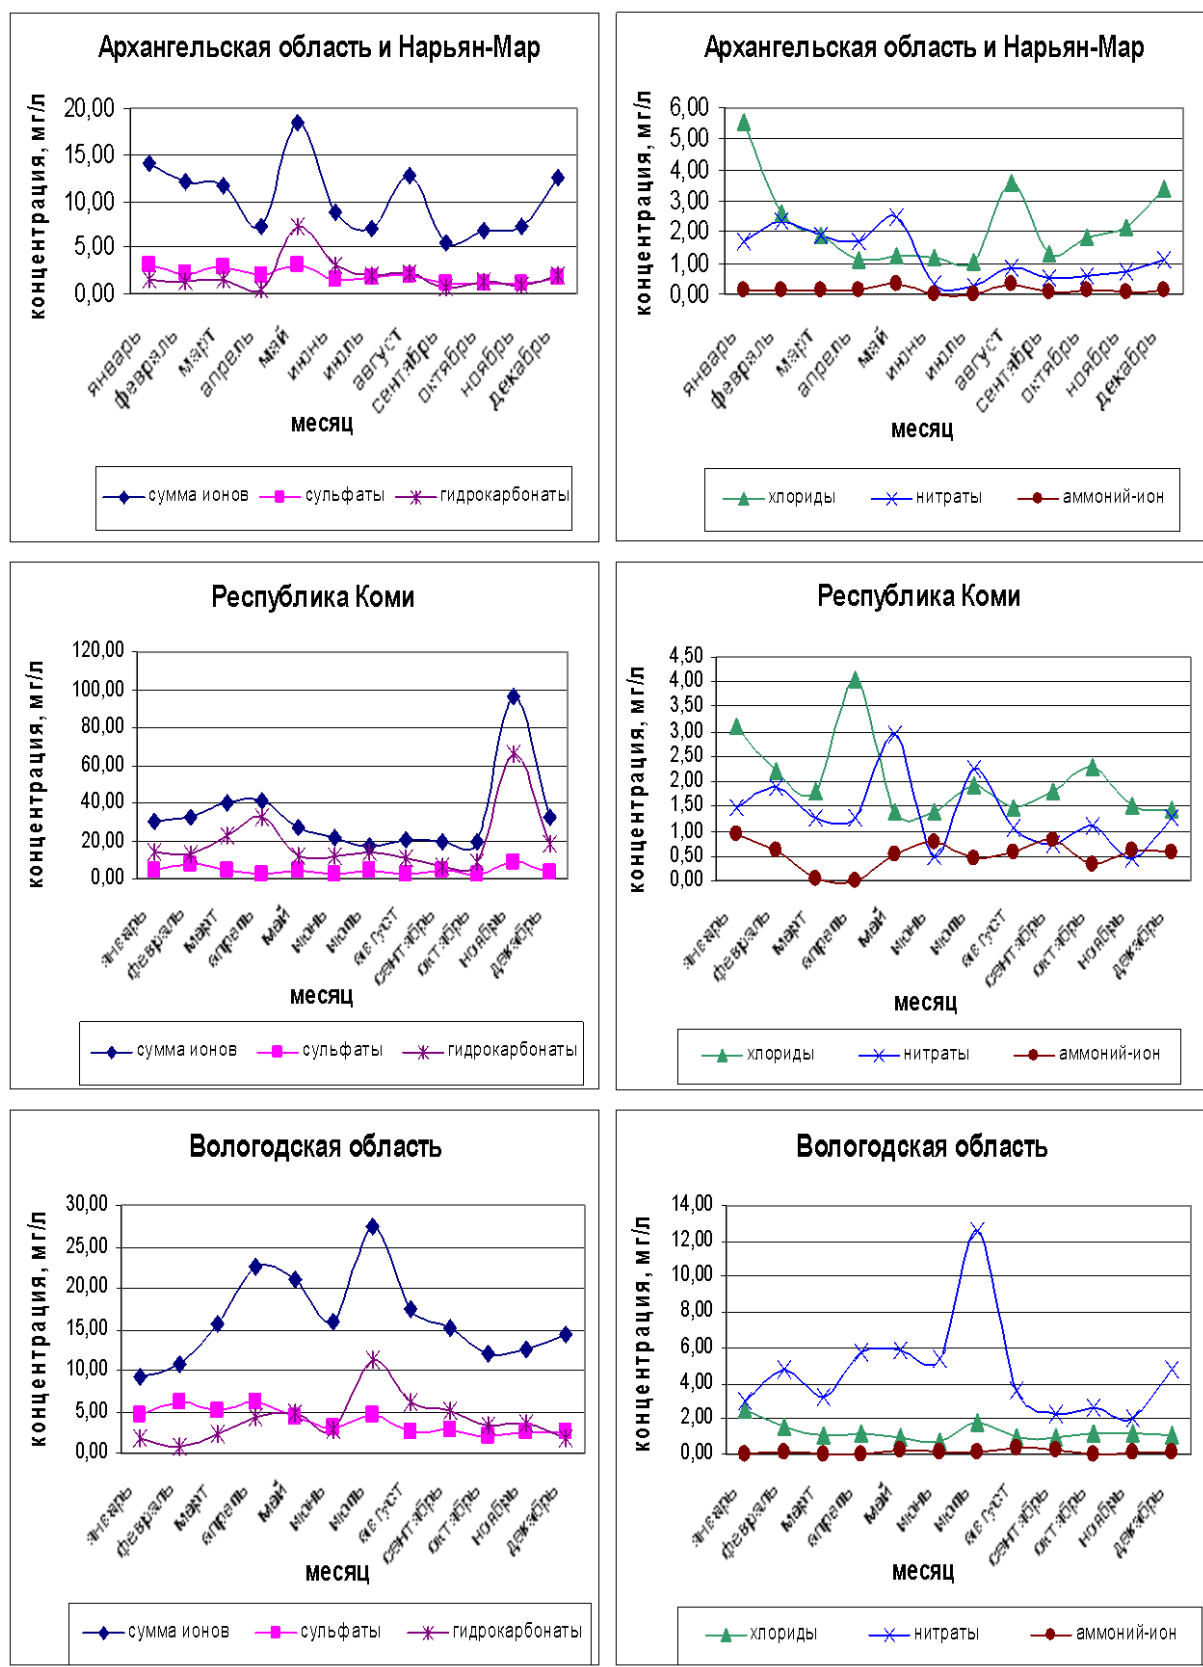 Архангельская область и Нарьян-Мар
концентрация, мг/л
20,00
15,00
10,00
5,00
0,00
январь
февраль
март
апрель
май
июнь
июль
август
сентябрь
октябрь
ноябрь
декабрь
месяц
сумма ионов сульфаты гидрокарбонаты
Архангельская область и Нарьян-Мар
концентрация, мг/л
6,00
5,00
4,00
3,00
2,00
1,00
0,00
январь
февраль
март
апрель
май
июнь
июль
август
сентябрь
октябрь
ноябрь
декабрь
месяц
хлориды нитраты аммоний-ион
Республика Коми
концентрация, мг/л
120,00
100,00
80,00
60,00
40,00
20,00
0,00
январь
февраль
март
апрель
май
июнь
июль
август
сентябрь
октябрь
ноябрь
декабрь
месяц
сумма ионов сульфаты гидрокарбонаты
Республика Коми
концентрация, мг/л
4,50
4,00
3,50
3,00
2,50
2,00
1,50
1,00
0,50
0,00
январь
февраль
март
апрель
май
июнь
июль
август
сентябрь
октябрь
ноябрь
декабрь
месяц
хлориды нитраты аммоний-ион
Вологодская область
концентрация, мг/л
30,00
25,00
20,00
15,00
10,00
5,00
0,00
январь
февраль
март
апрель
май
июнь
июль
август
сентябрь
октябрь
ноябрь
декабрь
месяц
сумма ионов сульфаты гидрокарбонаты
Вологодская область
концентрация, мг/л
14,00
12,00
10,00
8,00
6,00
4,00
2,00
0,00
январь
февраль
март
апрель
май
июнь
июль
август
сентябрь
октябрь
ноябрь
декабрь
месяц
хлориды нитраты аммоний-ион